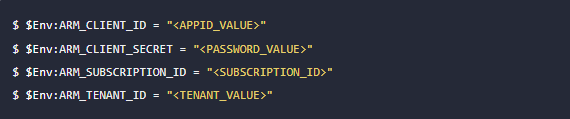 $ $Env:ARM_CLIENT_ID = "<APPID_VALUE>"
$ $Env:ARM_CLIENT_SECRET = "<PASSWORD_VALUE>"
$ $Env:ARM_SUBSCRIPTION_ID = "<SUBSCRIPTION_ID>"
$ $Env:ARM_TENANT_ID = "<TENANT_VALUE>"